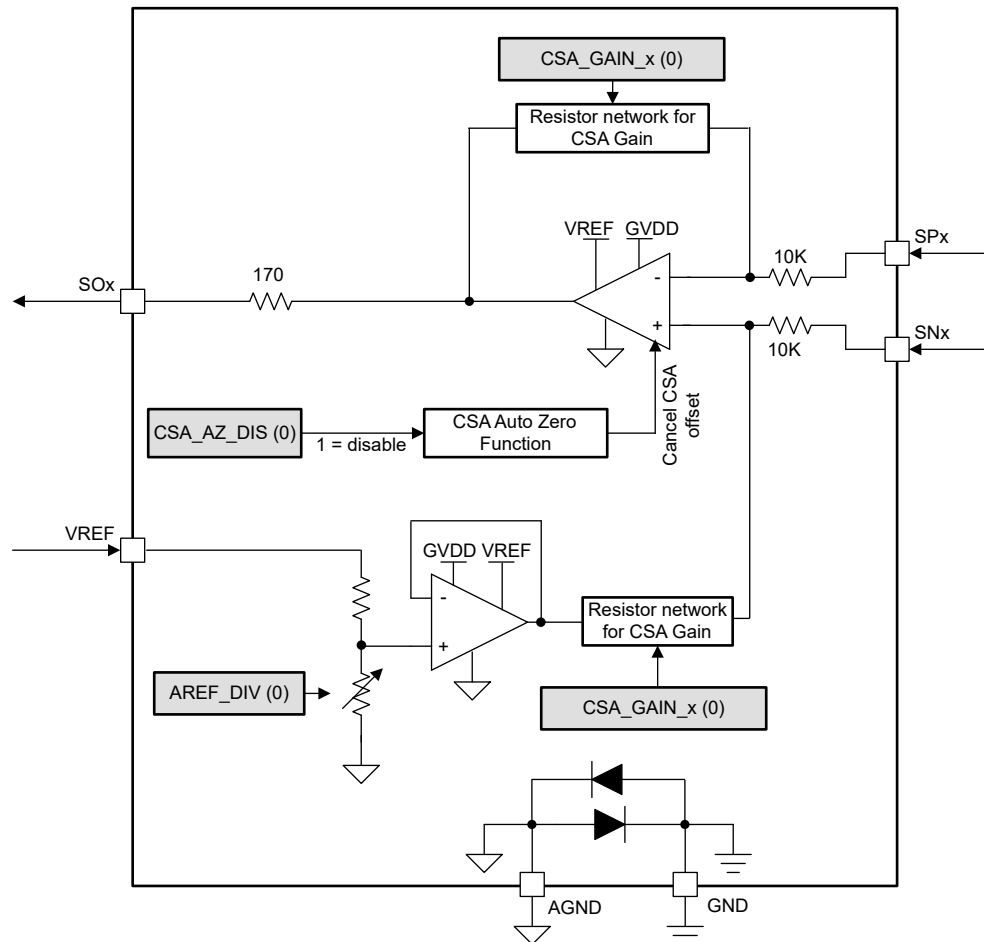 CSA_GAIN_x (0)
Resistor network for
CSA Gain
VREF
GVDD
SPx
10K
-
170
SOx
+
SNx
10K
Cancel CSA
offset
CSA_AZ_DIS (0)
1 = disable
CSA Auto Zero
Function
VREF
GVDD
VREF
-
Resistor network
for CSA Gain
+
AREF_DIV (0)
CSA_GAIN_x (0)
AGND
GND